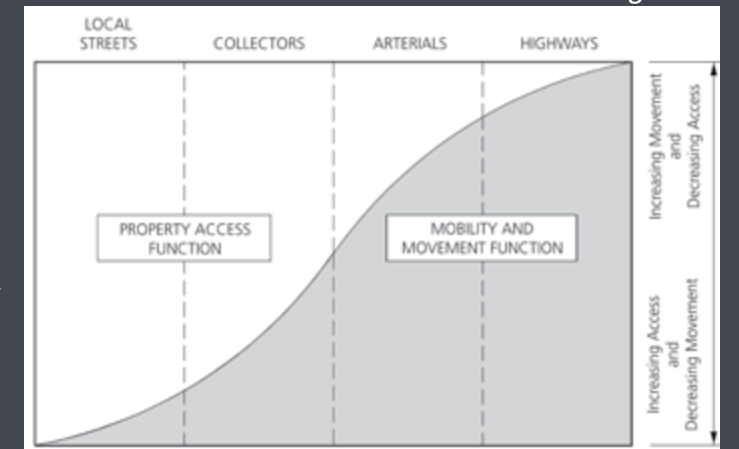 LOCAL
STREETS
COLLECTORS
ARTERIALS
HIGHWAYS
PROPERTY ACCESS
FUNCTION
MOBILITY AND
MOVEMENT FUNCTION
Increasing Movement
and
Decreasing Access
Increasing Access
and
Decreasing Movement